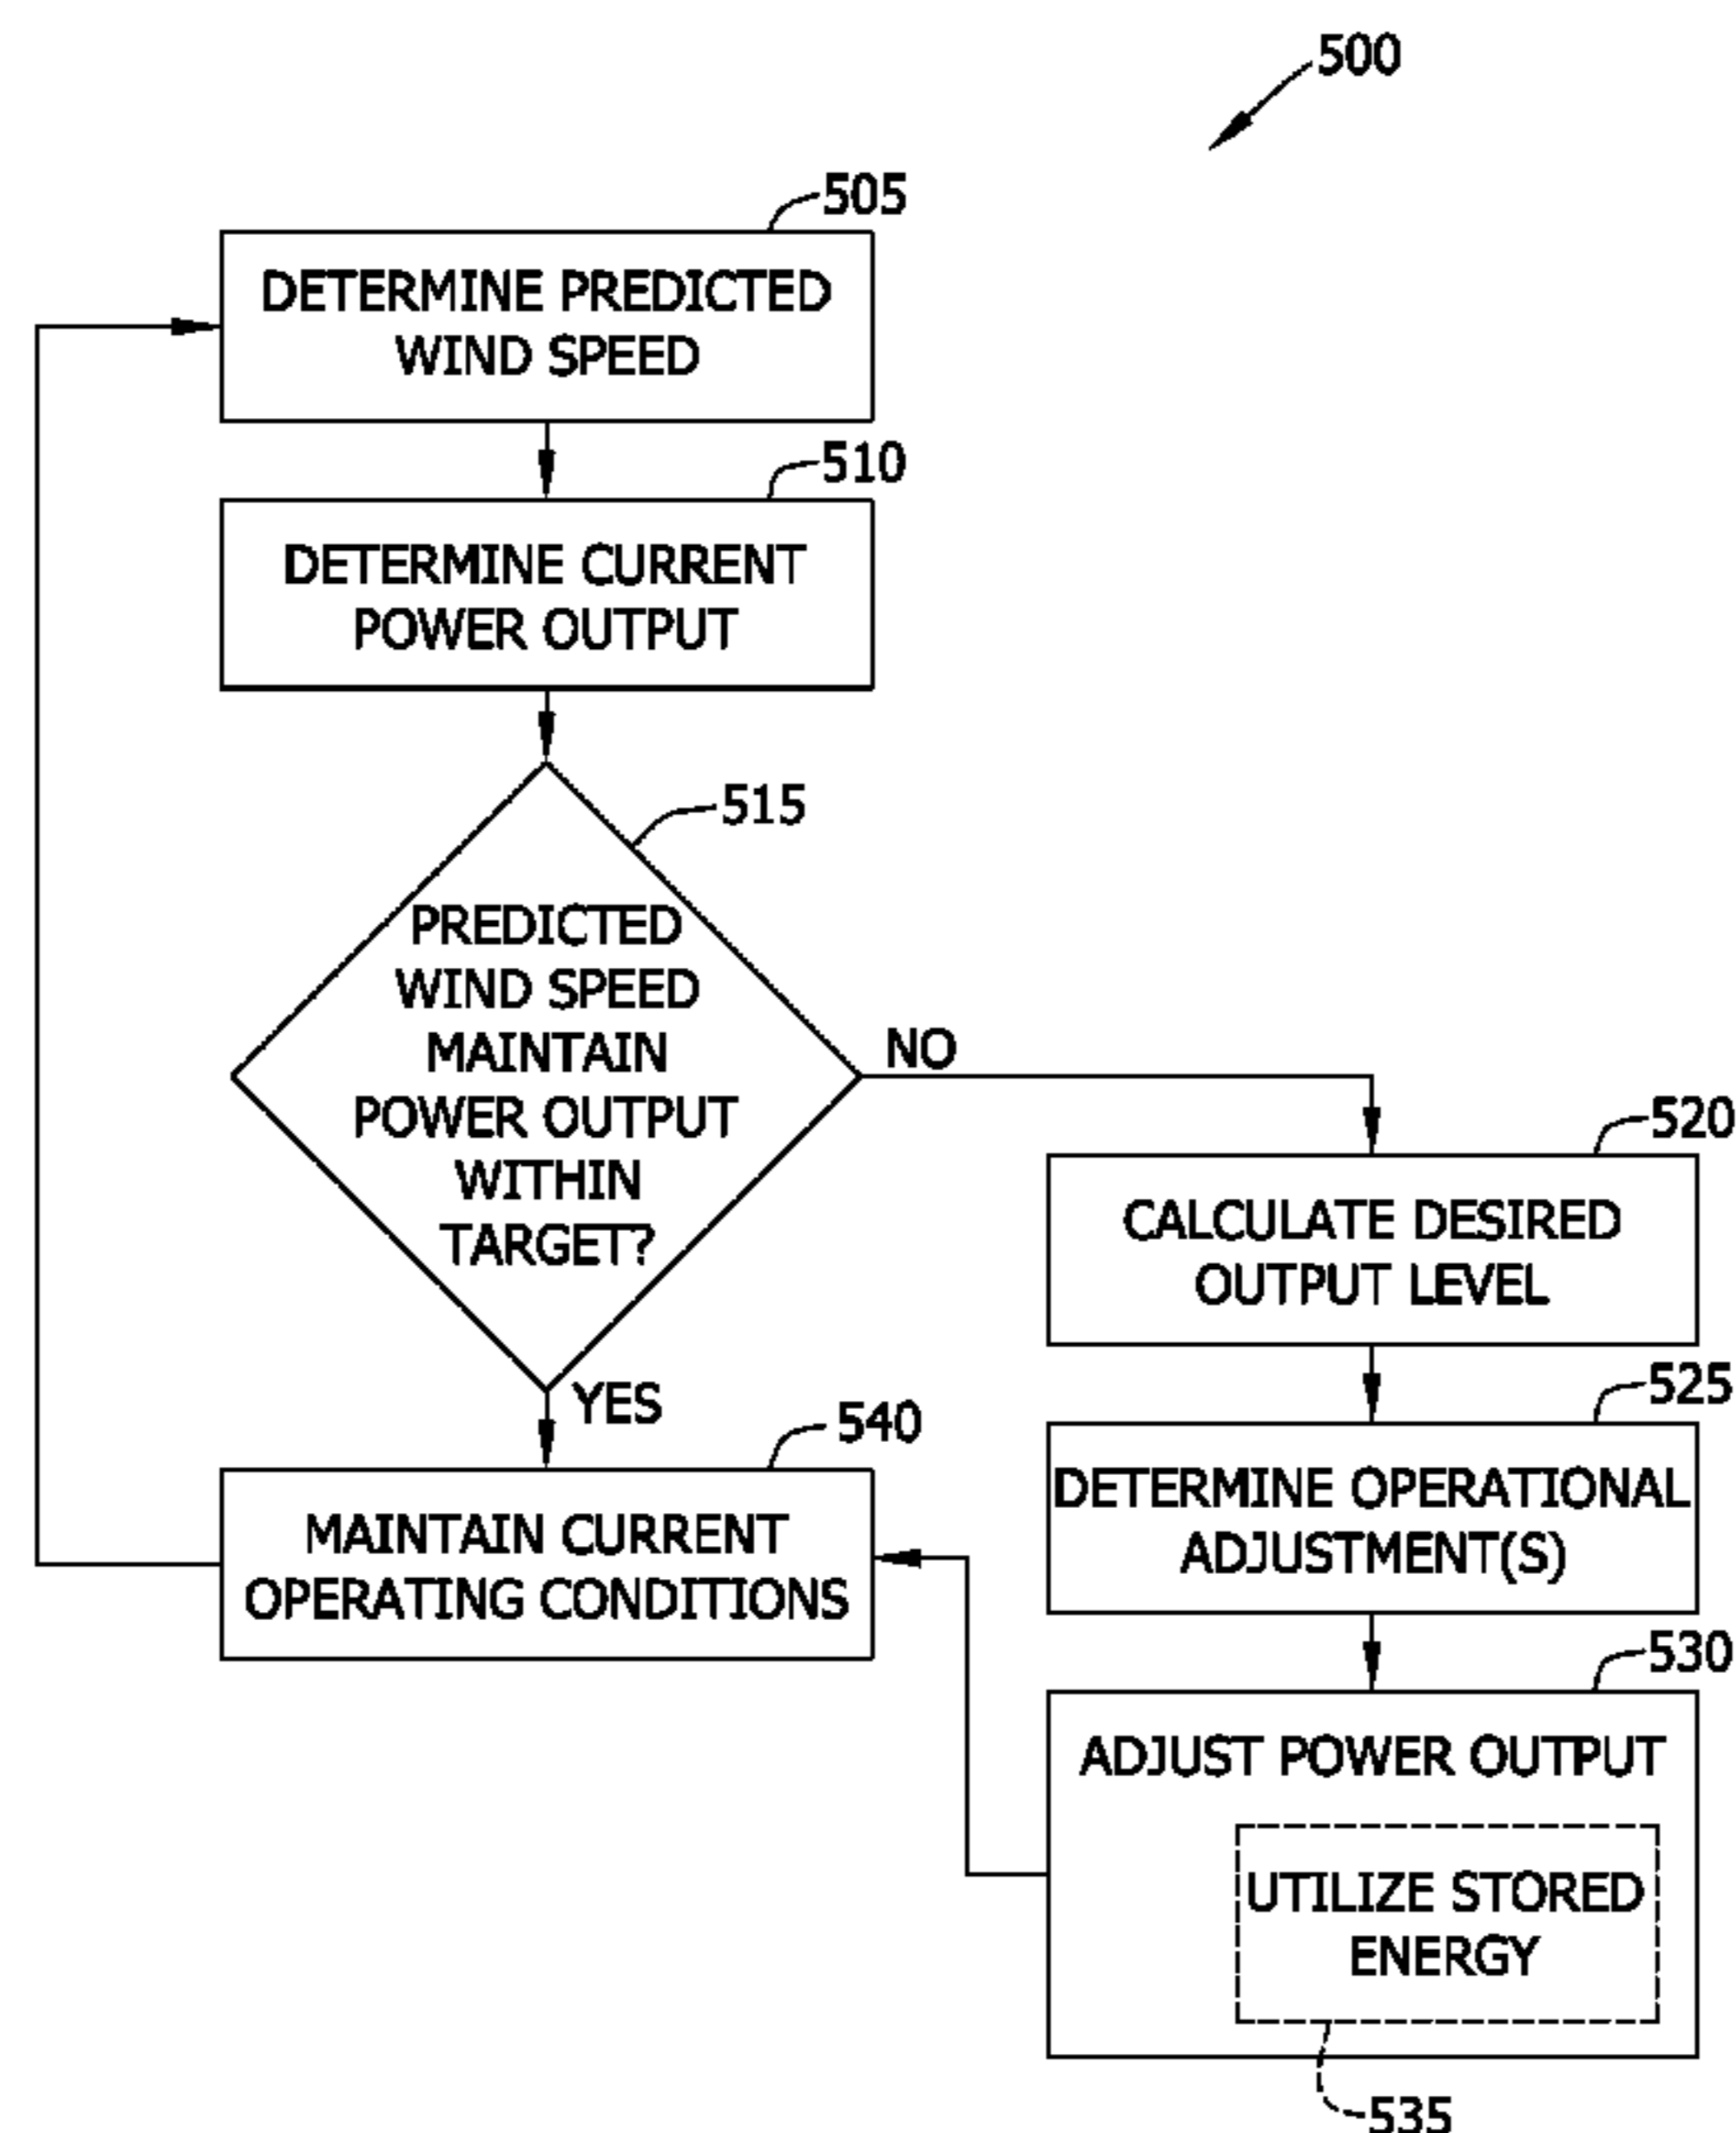 500
505
DETERMINE PREDICTED
WIND SPEED
510
DETERMINE CURRENT
POWER OUTPUT
515
PREDICTED
WIND SPEED
MAINTAIN
POWER OUTPUT
WITHIN
TARGET?
NO
YES
520
CALCULATE DESIRED
OUTPUT LEVEL
525
DETERMINE OPERATIONAL
ADJUSTMENT(S)
530
ADJUST POWER OUTPUT
UTILIZE STORED
ENERGY
535
540
MAINTAIN CURRENT
OPERATING CONDITIONS